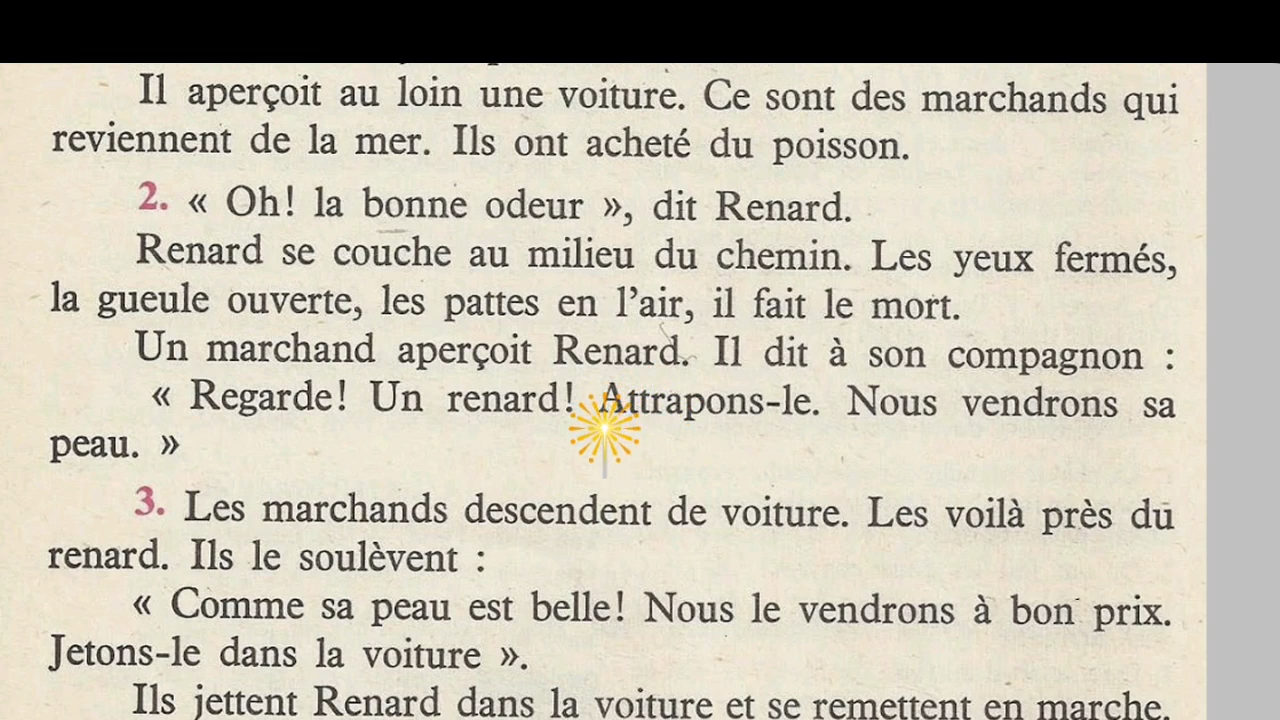 Il aperçoit au loin une voiture. Ce sont des marchands qui
reviennent de la mer. Ils ont acheté du poisson.
2. « Oh! la bonne odeur », dit Renard.
Renard se couche au milieu du chemin. Les yeux fermés,
la gueule ouverte, les pattes en l'air, il fait le mort.
Un marchand aperçoit Renard. Il dit à son compagnon :
« Regarde! Un renard! Attrapons-le. Nous vendrons sa
peau. »
3. Les marchands descendent de voiture. Les voilà près du
renard. Ils le soulèvent :
« Comme sa peau est belle! Nous le vendrons à bon prix.
Jetons-le dans la voiture ».
Ils jettent Renard dans la voiture et se remettent en marche.